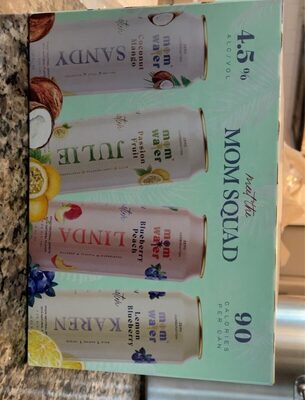 4.5%
ALC/VOL
meet the
MOM SQUAD
90
CALORIES
PER CAN
mom
water
Coconut
Mango
SANDY
mom
water
Passion
Fruit
JULIE
mom
water
Blueberry
Peach
LINDA
mom
water
Lemon
Blueberry
KAREN